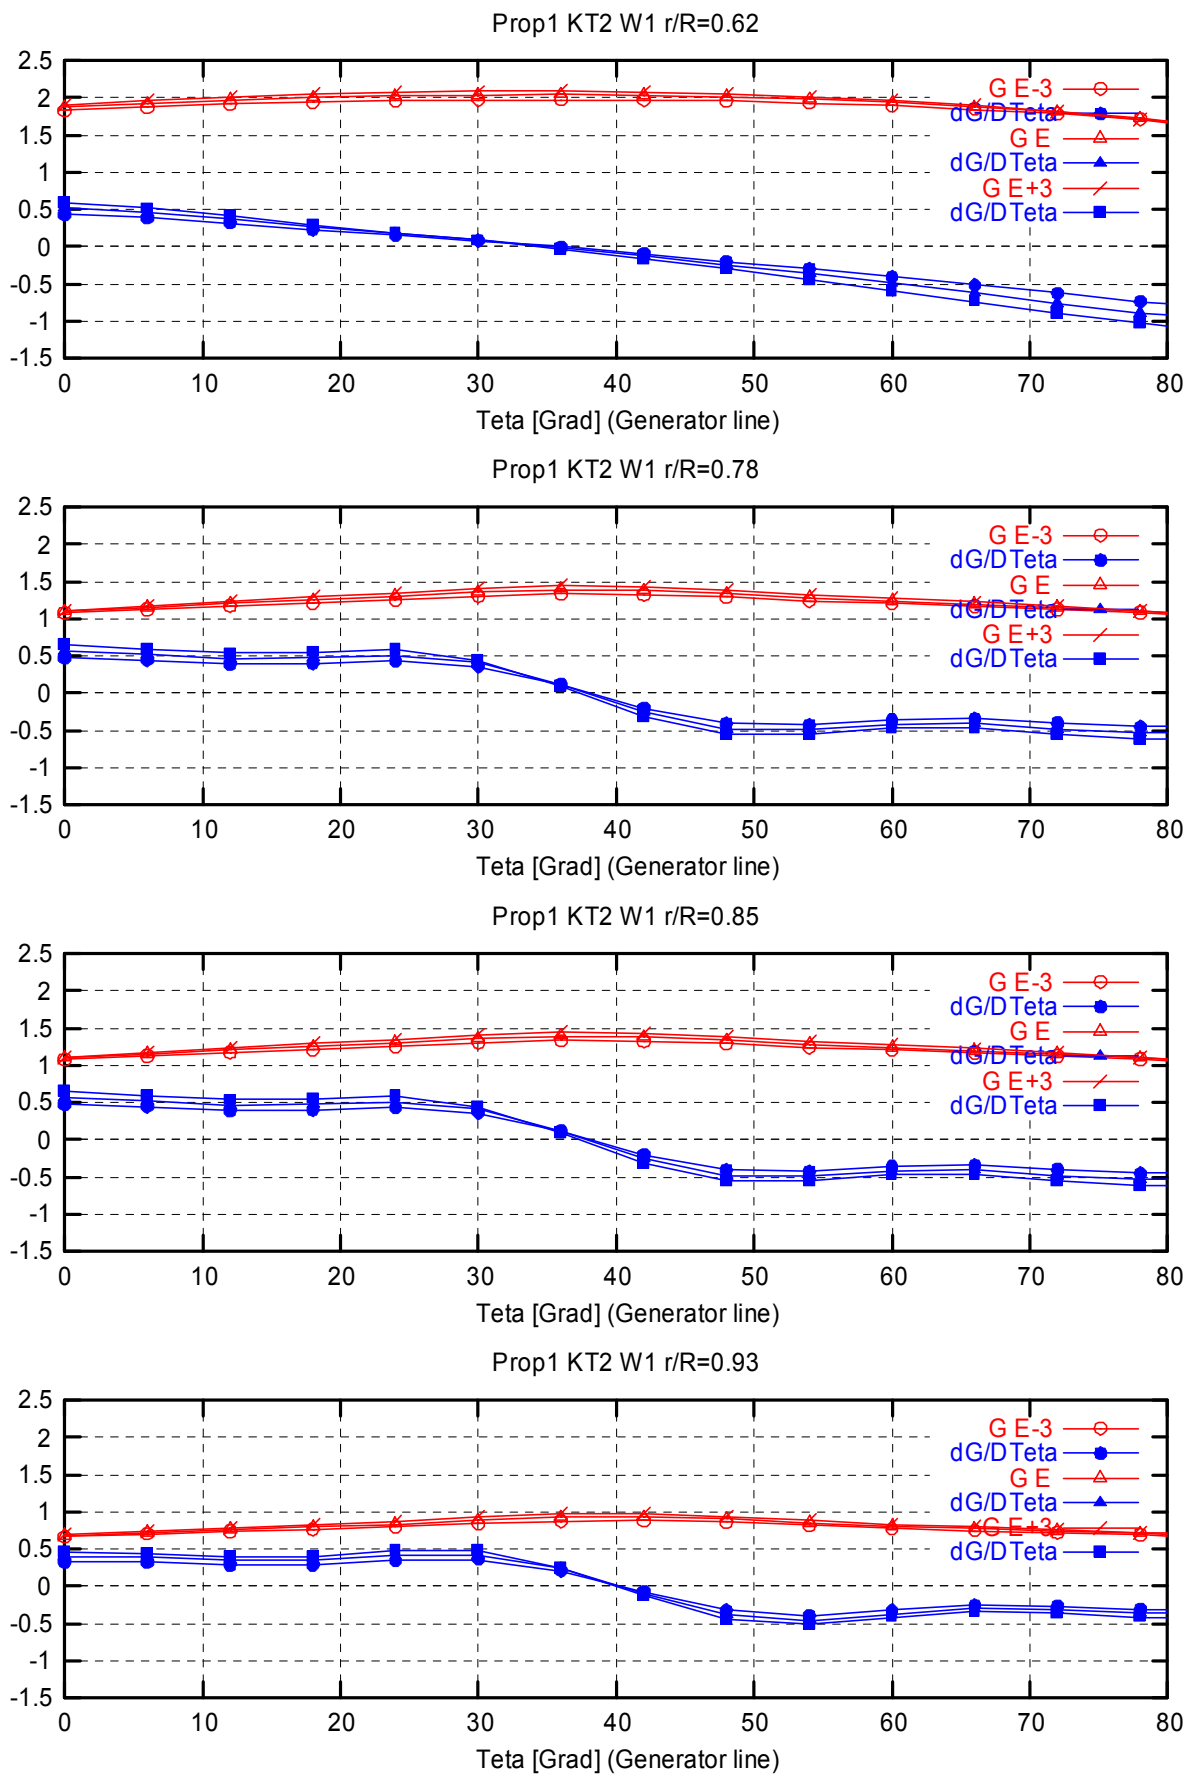 Prop1 KT2 W1 r/R=0.62
2.5
2
1.5
1
0.5
0
-0.5
-1
-1.5
G E-3
dG/DTeta
G E
dG/DTeta
G E+3
dG/DTeta
0 10 20 30 40 50 60 70 80
Teta [Grad] (Generator line)
Prop1 KT2 W1 r/R=0.78
2.5
2
1.5
1
0.5
0
-0.5
-1
-1.5
G E-3
dG/DTeta
G E
dG/DTeta
G E+3
dG/DTeta
0 10 20 30 40 50 60 70 80
Teta [Grad] (Generator line)
Prop1 KT2 W1 r/R=0.85
2.5
2
1.5
1
0.5
0
-0.5
-1
-1.5
G E-3
dG/DTeta
G E
dG/DTeta
G E+3
dG/DTeta
0 10 20 30 40 50 60 70 80
Teta [Grad] (Generator line)
Prop1 KT2 W1 r/R=0.93
2.5
2
1.5
1
0.5
0
-0.5
-1
-1.5
G E-3
dG/DTeta
G E
dG/DTeta
G E+3
dG/DTeta
0 10 20 30 40 50 60 70 80
Teta [Grad] (Generator line)